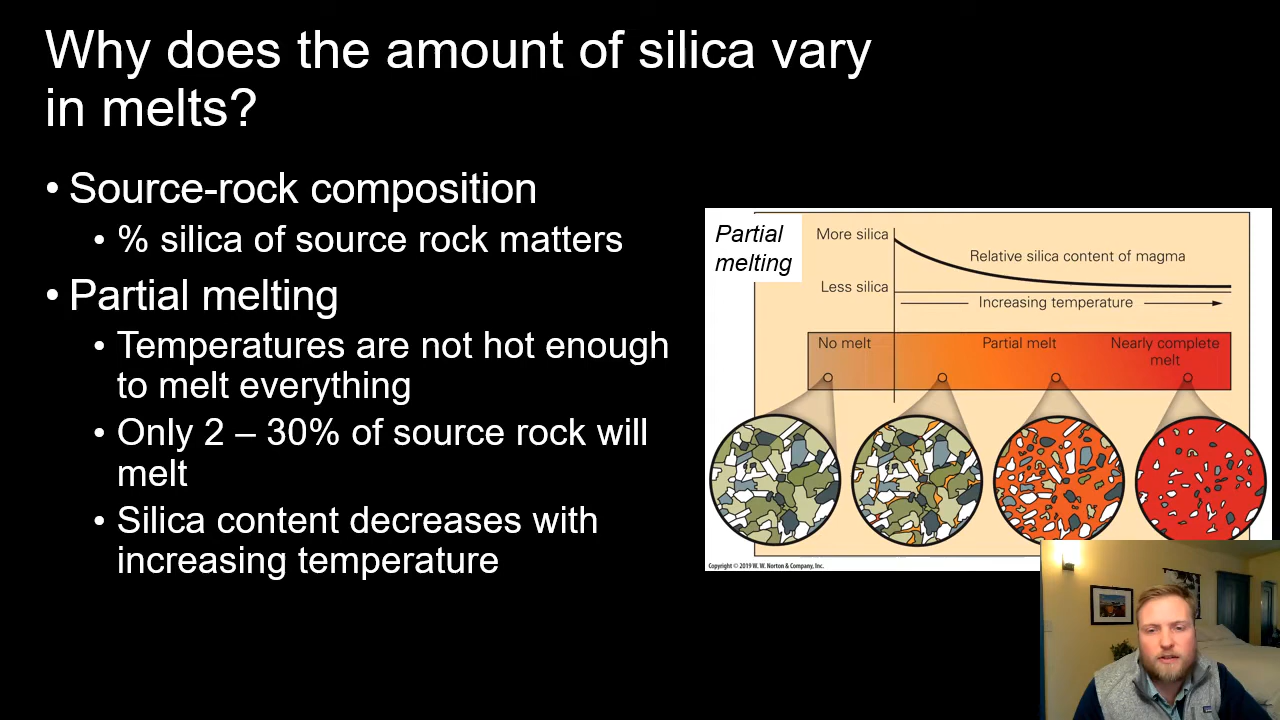 Why does the amount of silica vary
in melts?
• Source-rock composition
• % silica of source rock matters
• Partial melting
• Temperatures are not hot enough
to melt everything
• Only 2 – 30% of source rock will
melt
• Silica content decreases with
increasing temperature
Partial
melting
More silica
Relative silica content of magma
Less silica
Increasing temperature
No melt
Partial melt
Nearly complete
melt
Copyright © 2019 W. W. Norton & Company, Inc.